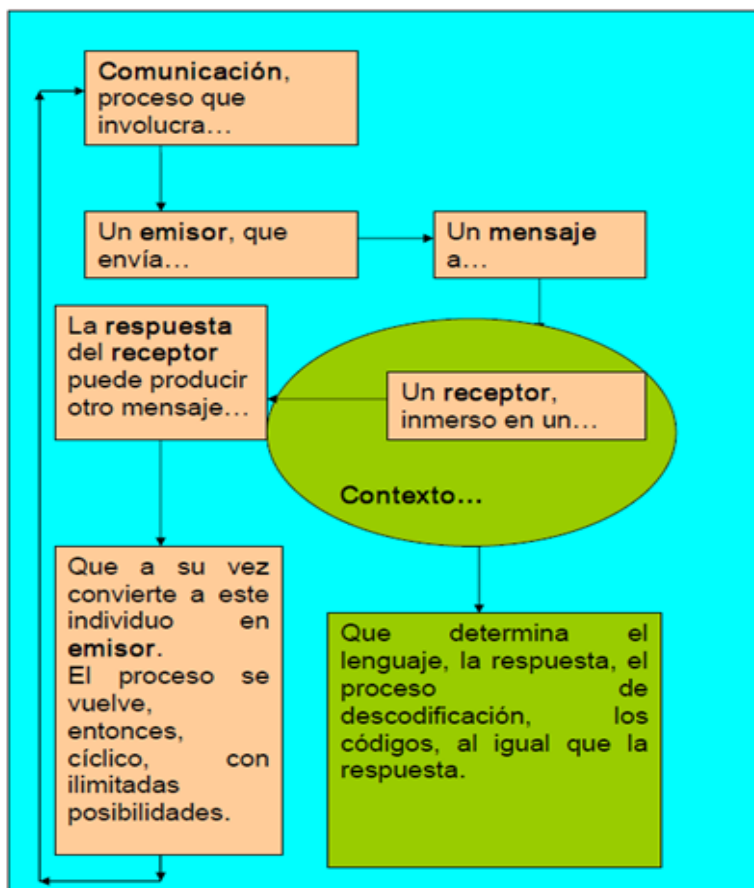 Comunicación,
proceso que
involucra…
Un emisor, que
envía…
Un mensaje
a…
Un receptor,
inmerso en un…
Contexto…
La respuesta
del receptor
puede producir
otro mensaje…
Que a su vez
convierte a este
individuo en
emisor.
El proceso se
vuelve,
entonces,
cíclico, con
ilimitadas
posibilidades.
Que determina el
lenguaje, la respuesta, el
proceso de
descodificación, los
códigos, al igual que la
respuesta.